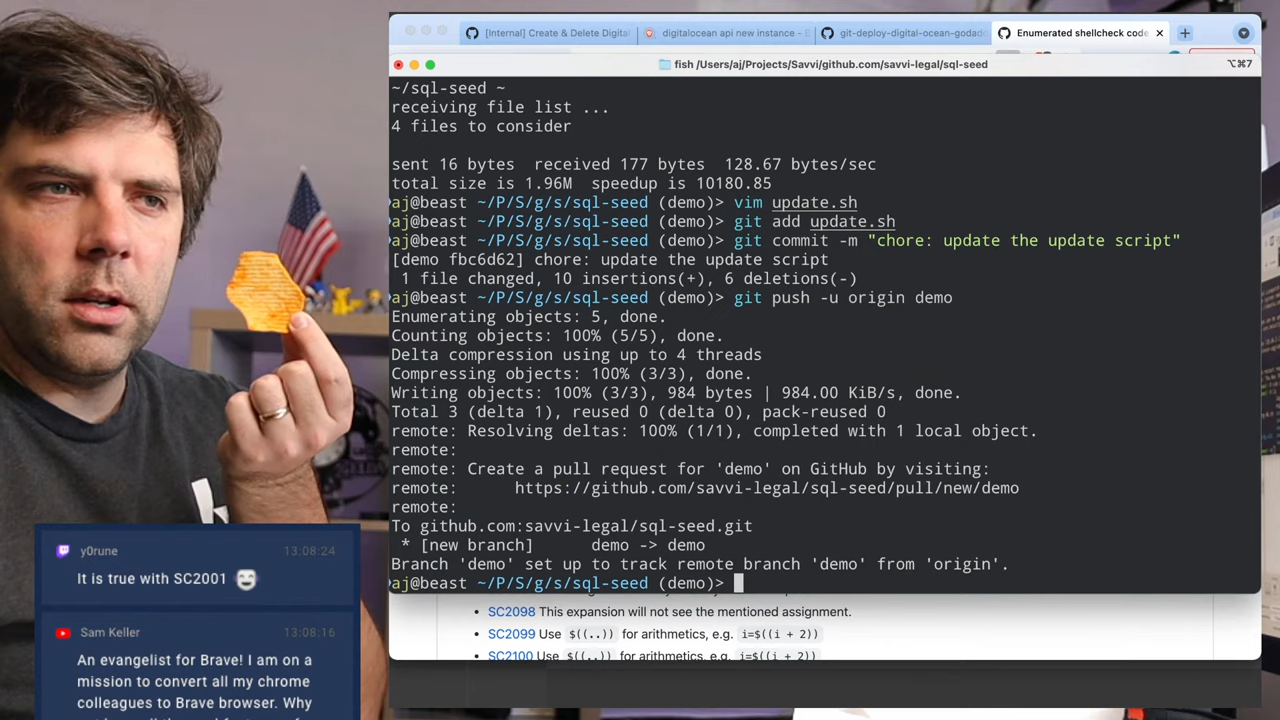 [Internal] Create & Delete Digital
digitalocean api new instance - B
git-deploy-digital-ocean-godadd
Enumerated shellcheck code
fish /Users/aj/Projects/Savvi/github.com/savvi-legal/sql-seed
⌥⌘7
~/sql-seed ~
receiving file list ...
4 files to consider
sent 16 bytes  received 177 bytes  128.67 bytes/sec
total size is 1.96M  speedup is 10180.85
aj@beast ~/P/S/g/s/sql-seed (demo)> vim update.sh
aj@beast ~/P/S/g/s/sql-seed (demo)> git add update.sh
aj@beast ~/P/S/g/s/sql-seed (demo)> git commit -m "chore: update the update script"
[demo fbc6d62] chore: update the update script
 1 file changed, 10 insertions(+), 6 deletions(-)
aj@beast ~/P/S/g/s/sql-seed (demo)> git push -u origin demo
Enumerating objects: 5, done.
Counting objects: 100% (5/5), done.
Delta compression using up to 4 threads
Compressing objects: 100% (3/3), done.
Writing objects: 100% (3/3), 984 bytes | 984.00 KiB/s, done.
Total 3 (delta 1), reused 0 (delta 0), pack-reused 0
remote: Resolving deltas: 100% (1/1), completed with 1 local object.
remote:
remote: Create a pull request for 'demo' on GitHub by visiting:
remote:      https://github.com/savvi-legal/sql-seed/pull/new/demo
remote:
To github.com:savvi-legal/sql-seed.git
 * [new branch]      demo -> demo
Branch 'demo' set up to track remote branch 'demo' from 'origin'.
aj@beast ~/P/S/g/s/sql-seed (demo)>
SC2098 This expansion will not see the mentioned assignment.
SC2099 Use $((..)) for arithmetics, e.g. i=$((i + 2))
SC2100 Use $((..)) for arithmetics, e.g. i=$((i + 2))
y0rune 13:08:24
It is true with SC2001
Sam Keller 13:08:16
An evangelist for Brave! I am on a
mission to convert all my chrome
colleagues to Brave browser. Why